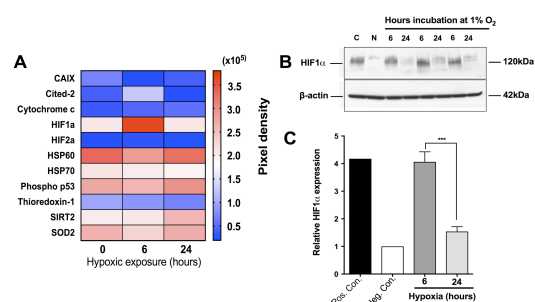 A
(x10⁵)
CAIX
Cited-2
Cytochrome c
HIF1a
HIF2a
HSP60
HSP70
Phospho p53
Thioredoxin-1
SIRT2
SOD2
3.5
3.0
2.5
2.0
1.5
1.0
0.5
Pixel density
0 6 24
Hypoxic exposure (hours)
Hours incubation at 1% O₂
C N 6 24 6 24 6 24
B
HIF1α
120kDa
β-actin
42kDa
C
Relative HIF1α expression
5
4
3
2
1
0
***
Pos. Con.
Neg. Con.
6 24
Hypoxia (hours)